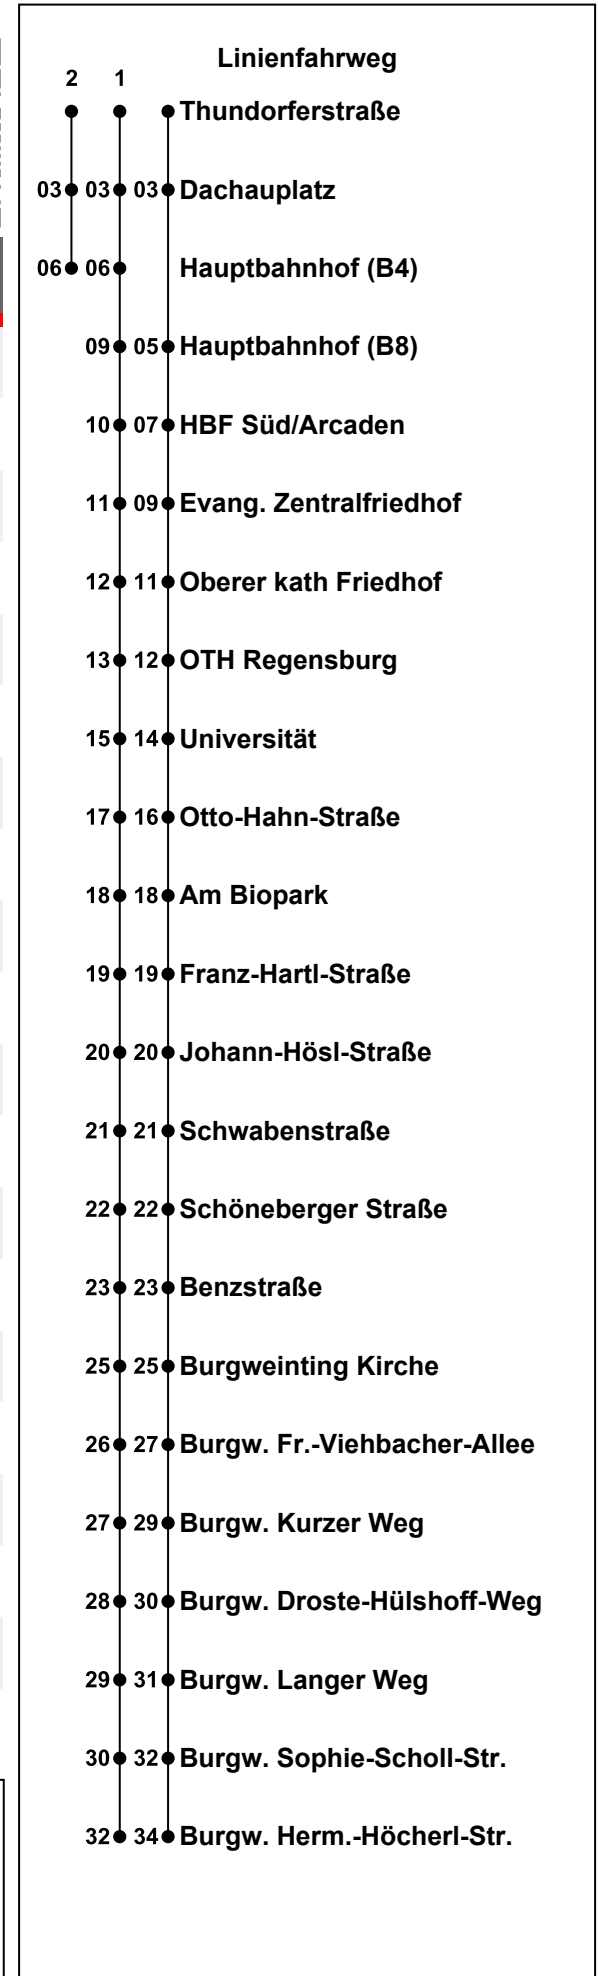 Linienfahrweg
2 1
Thundorferstraße
03 03 03 Dachauplatz
06 06 Hauptbahnhof (B4)
09 05 Hauptbahnhof (B8)
10 07 HBF Süd/Arcaden
11 09 Evang. Zentralfriedhof
12 11 Oberer kath Friedhof
13 12 OTH Regensburg
15 14 Universität
17 16 Otto-Hahn-Straße
18 18 Am Biopark
19 19 Franz-Hartl-Straße
20 20 Johann-Hösl-Straße
21 21 Schwabenstraße
22 22 Schöneberger Straße
23 23 Benzstraße
25 25 Burgweinting Kirche
26 27 Burgw. Fr.-Viehbacher-Allee
27 29 Burgw. Kurzer Weg
28 30 Burgw. Droste-Hülshoff-Weg
29 31 Burgw. Langer Weg
30 32 Burgw. Sophie-Scholl-Str.
32 34 Burgw. Herm.-Höcherl-Str.